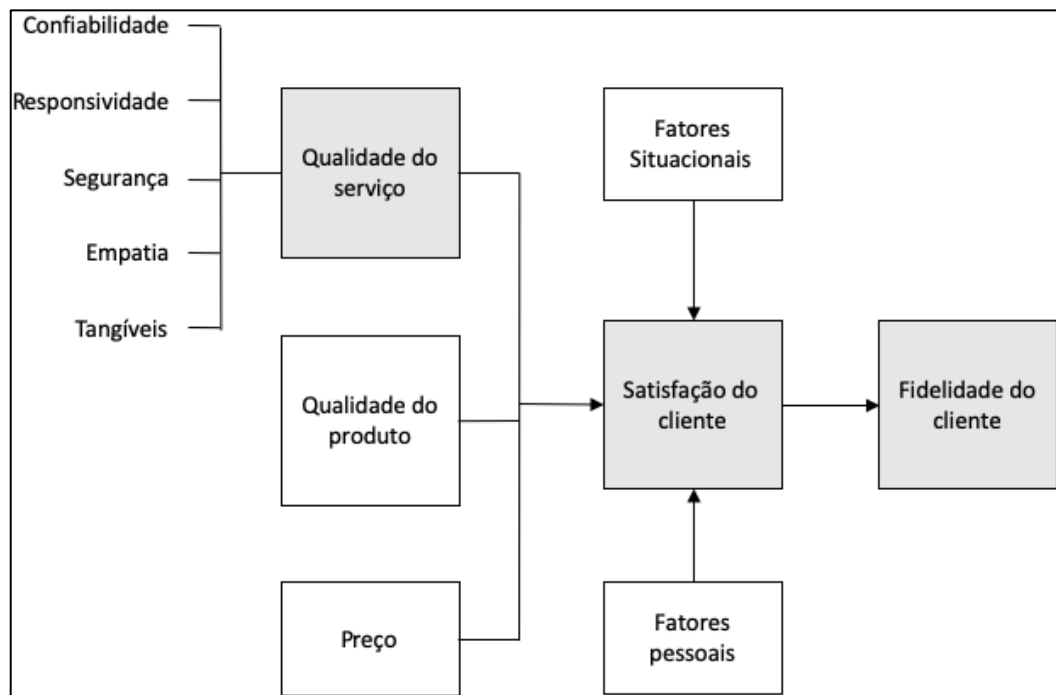 Confiabilidade
Responsividade
Segurança
Empatia
Tangíveis
Qualidade do
serviço
Qualidade do
produto
Preço
Fatores
Situacionais
Satisfação do
cliente
Fatores
pessoais
Fidelidade do
cliente